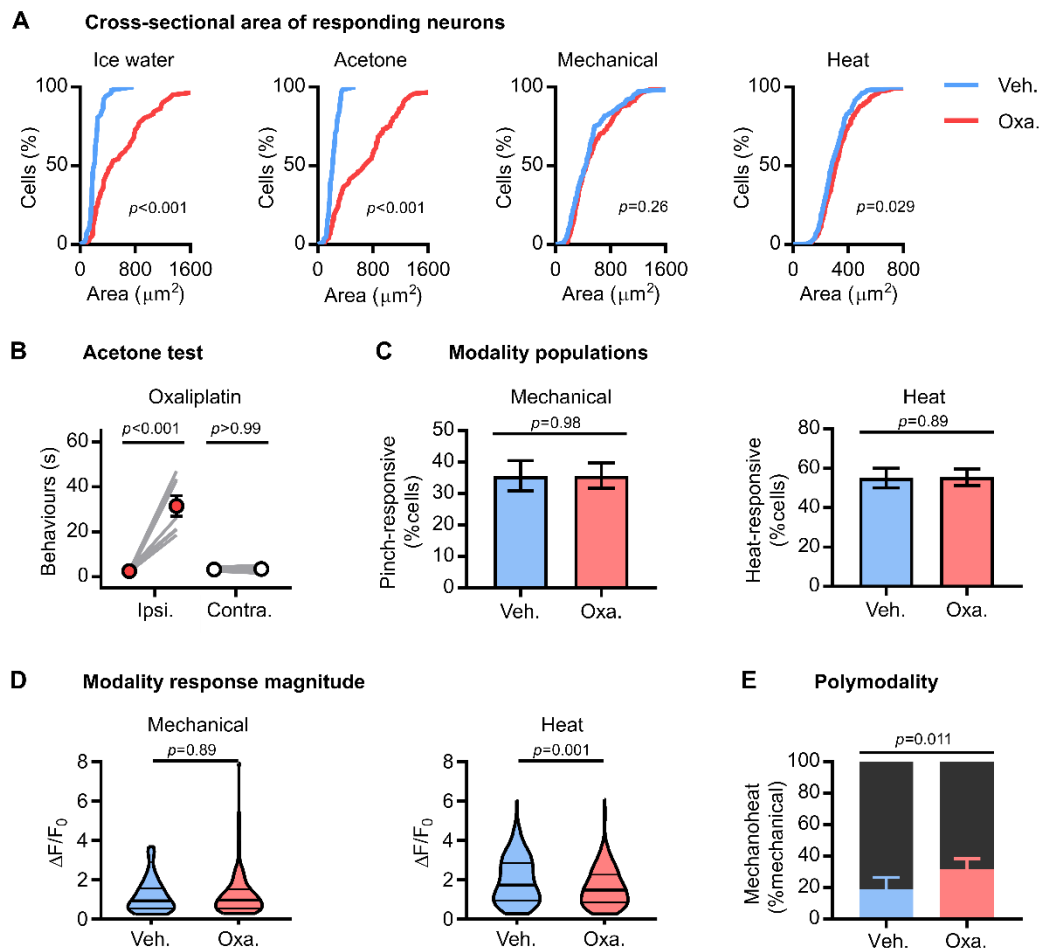 A Cross-sectional area of responding neurons
Ice water Acetone Mechanical Heat
Veh.
Oxa.
Cells (%) 100 50 0 p<0.001 0 800 1600 Area (μm²)
Cells (%) 100 50 0 p<0.001 0 800 1600 Area (μm²)
Cells (%) 100 50 0 p=0.26 0 800 1600 Area (μm²)
Cells (%) 100 50 0 p=0.029 0 400 800 Area (μm²)
B Acetone test
Oxaliplatin
p<0.001 p>0.99
Behaviours (s)
60
40
20
0
Ipsi. Contra.
C Modality populations
Mechanical
p=0.98
Pinch-responsive
(%cells)
50
40
30
20
10
0
Veh. Oxa.
Heat
p=0.89
Heat-responsive
(%cells)
80
60
40
20
0
Veh. Oxa.
D Modality response magnitude
Mechanical
p=0.89
ΔF/F₀
8
6
4
2
0
Veh. Oxa.
Heat
p=0.001
ΔF/F₀
8
6
4
2
0
Veh. Oxa.
E Polymodality
p=0.011
Mechanoheat
(%mechanical)
100
80
60
40
20
0
Veh. Oxa.